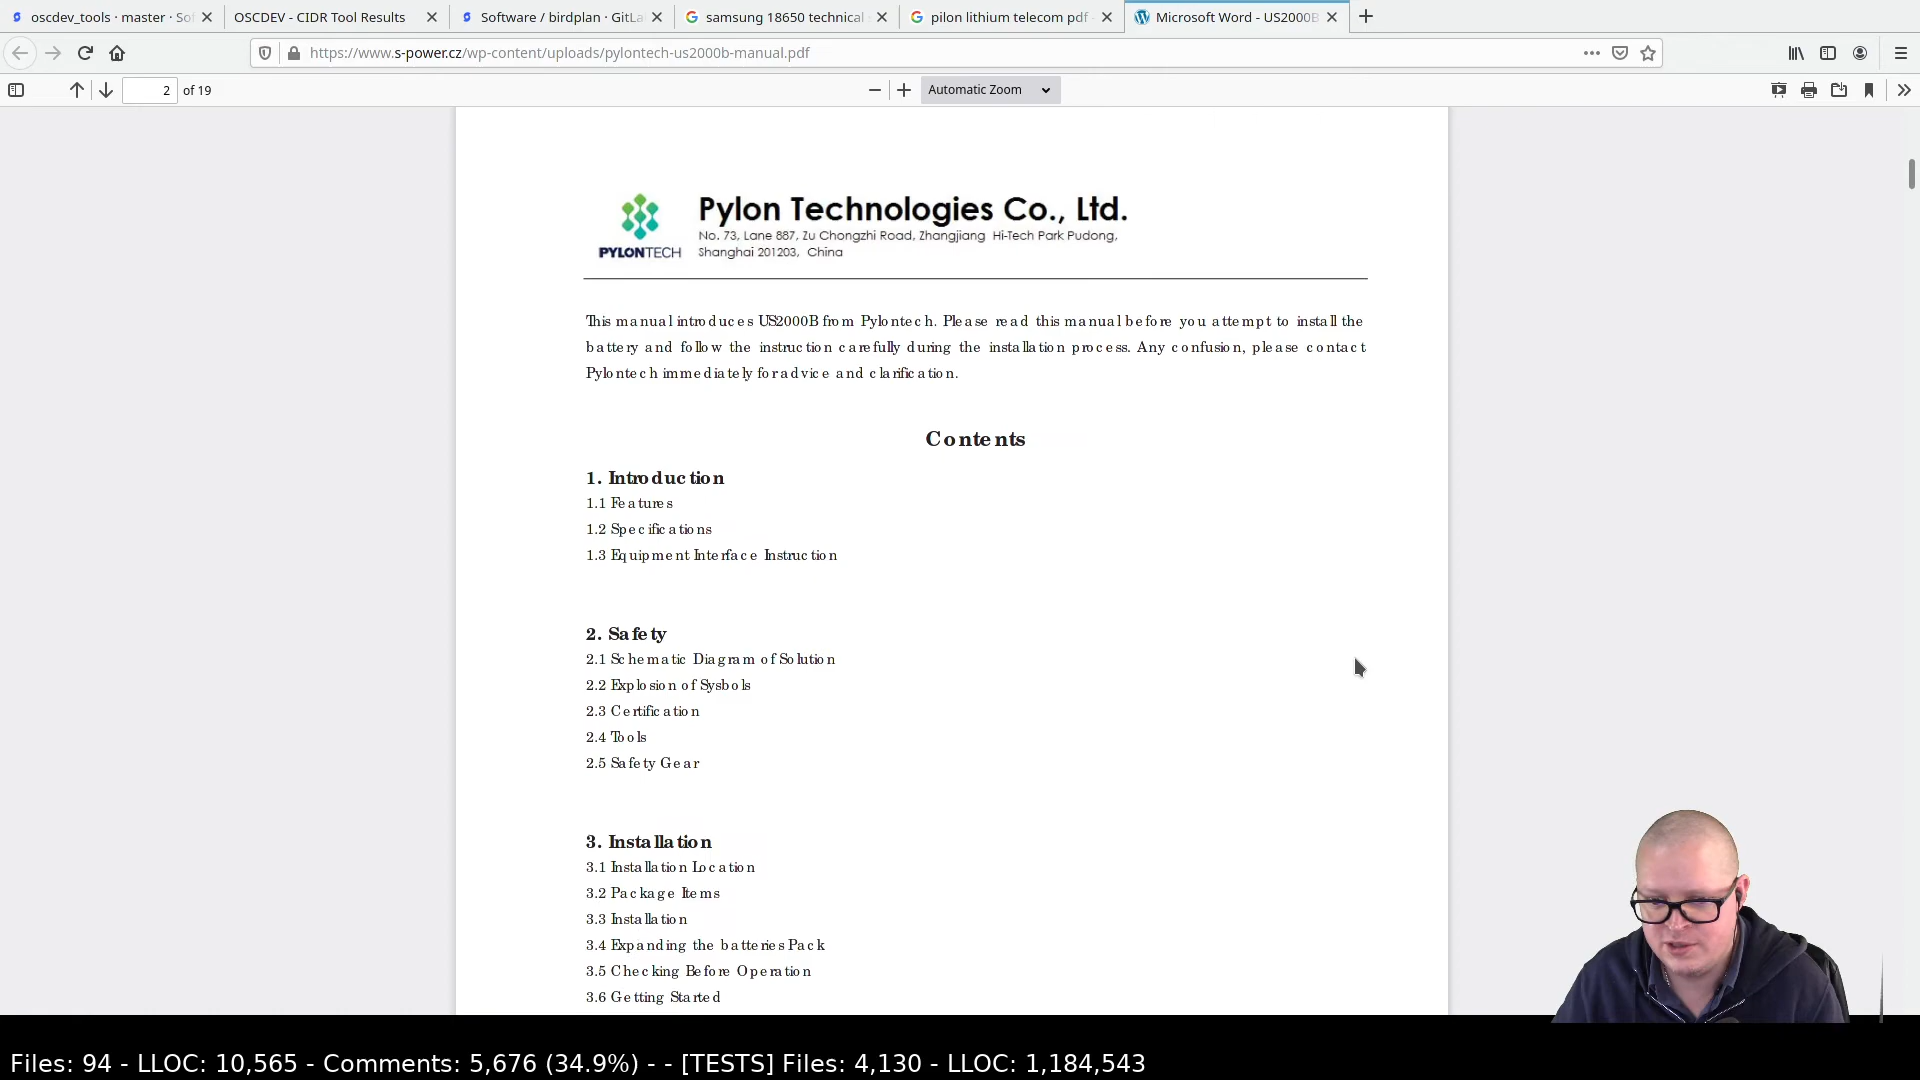 oscdev_tools · master · Sof
OSCDEV - CIDR Tool Results
Software / birdplan · GitLa
samsung 18650 technical
pilon lithium telecom pdf -
Microsoft Word - US2000B
https://www.s-power.cz/wp-content/uploads/pylontech-us2000b-manual.pdf
2 of 19
Automatic Zoom
PYLONTECH
Pylon Technologies Co., Ltd.
No. 73, Lane 887, Zu Chongzhi Road, Zhangjiang Hi-Tech Park Pudong,
Shanghai 201203, China
This manual introduces US2000B from Pylontech. Please read this manual before you attempt to install the
battery and follow the instruction carefully during the installation process. Any confusion, please contact
Pylontech immediately for advice and clarification.
Contents
1. Introduction
1.1 Features
1.2 Specifications
1.3 Equipment Interface Instruction
2. Safety
2.1 Schematic Diagram of Solution
2.2 Explosion of Sysbols
2.3 Certification
2.4 Tools
2.5 Safety Gear
3. Installation
3.1 Installation Location
3.2 Package Items
3.3 Installation
3.4 Expanding the batteries Pack
3.5 Checking Before Operation
3.6 Getting Started
Files: 94 - LLOC: 10,565 - Comments: 5,676 (34.9%) - - [TESTS] Files: 4,130 - LLOC: 1,184,543